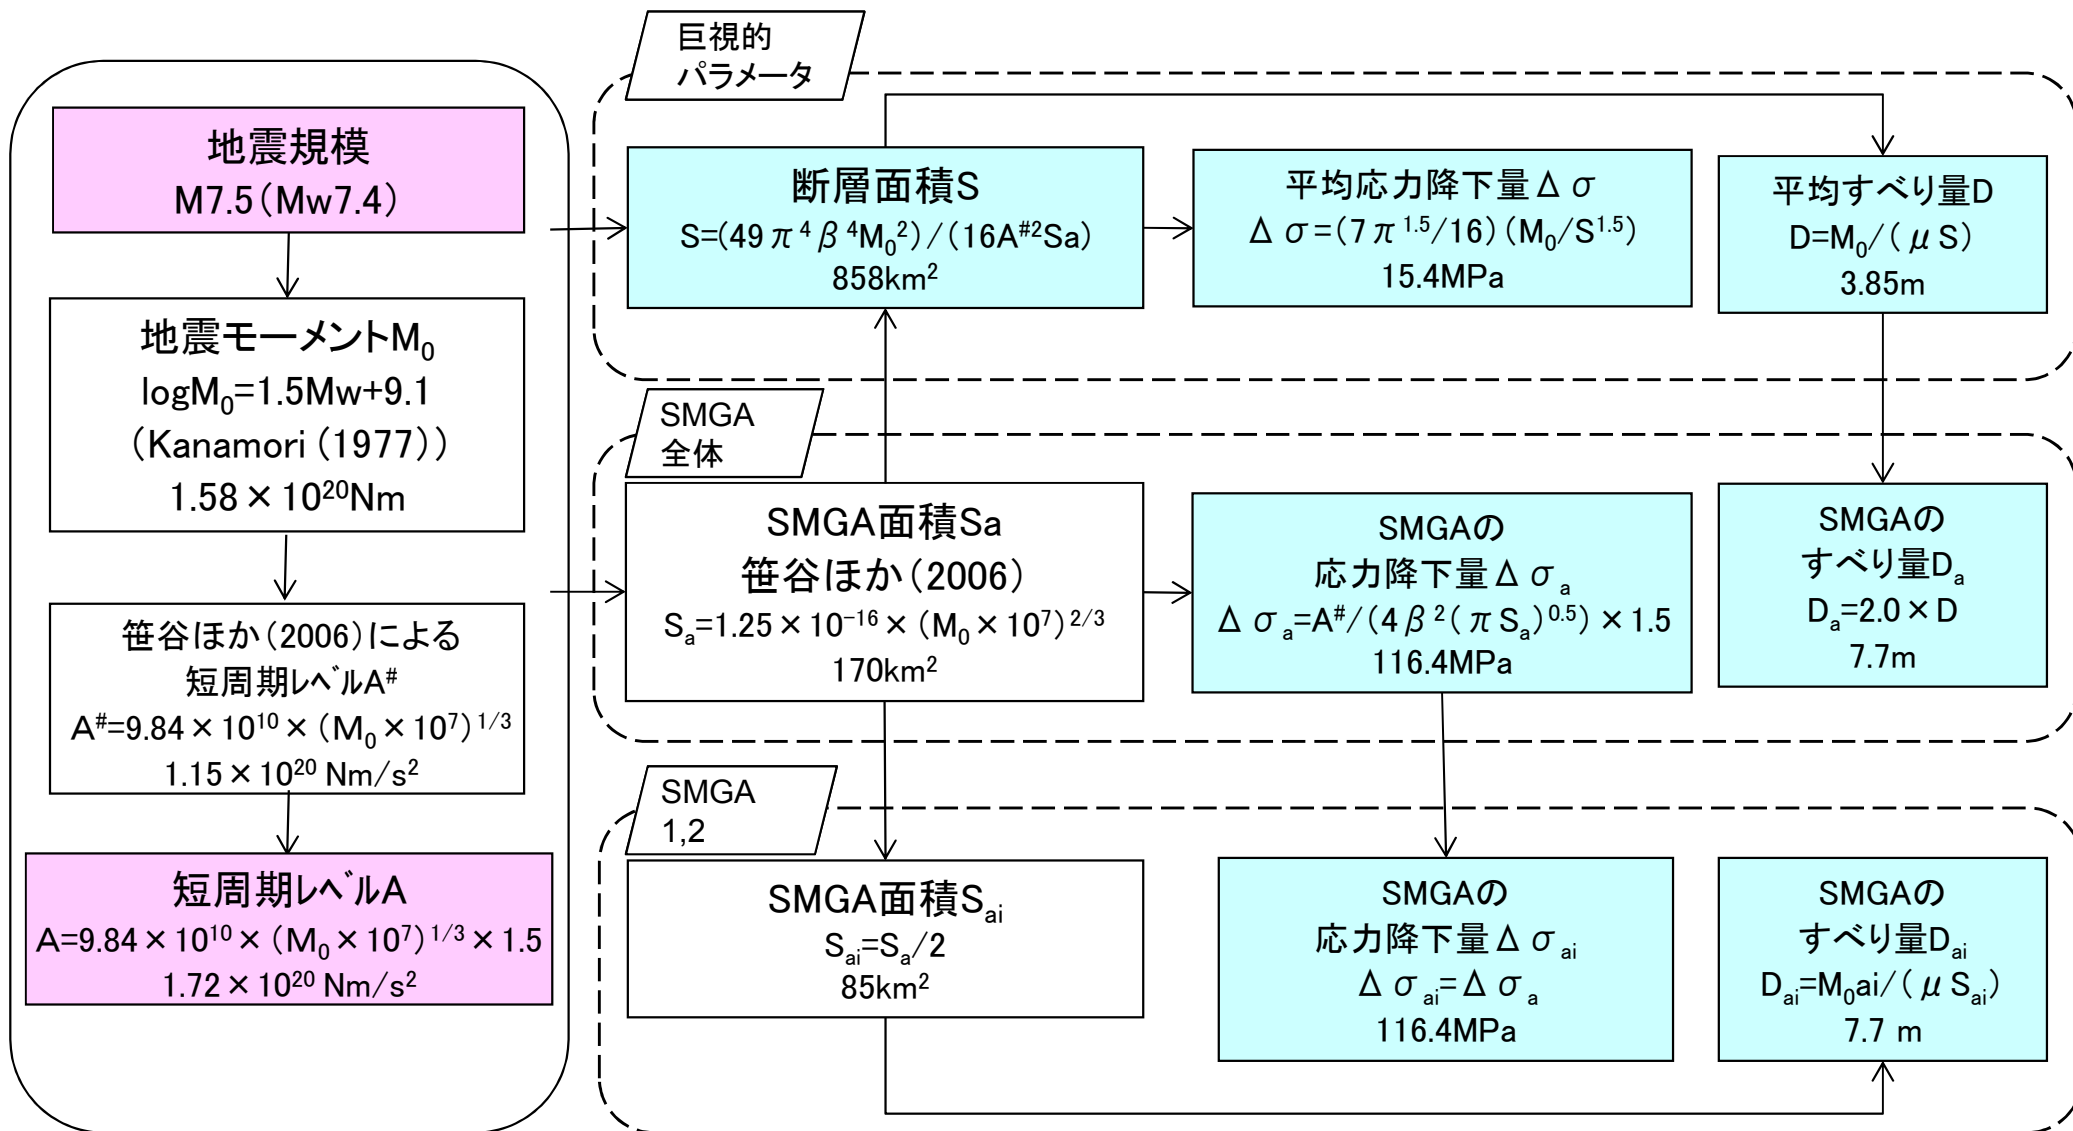 地震規模
M7.5(Mw7.4)
地震モーメントM₀
logM₀=1.5Mw+9.1
(Kanamori(1977))
1.58×10²⁰Nm
笹谷ほか(2006)による
短周期レベルA#
A#=9.84×10¹⁰×(M₀×10⁷)¹/³
1.15×10²⁰ Nm/s²
短周期レベルA
A=9.84×10¹⁰×(M₀×10⁷)¹/³×1.5
1.72×10²⁰ Nm/s²
巨視的
パラメータ
断層面積S
S=(49π⁴β⁴M₀²)/(16A#²Sa)
858km²
平均応力降下量Δσ
Δσ=(7π¹·⁵/16)(M₀/S¹·⁵)
15.4MPa
平均すべり量D
D=M₀/(μS)
3.85m
SMGA
全体
SMGA面積Sa
笹谷ほか(2006)
Sₐ=1.25×10⁻¹⁶×(M₀×10⁷)²/³
170km²
SMGAの
応力降下量Δσₐ
Δσₐ=A#/(4β²(πSₐ)⁰·⁵)×1.5
116.4MPa
SMGAの
すべり量Dₐ
Dₐ=2.0×D
7.7m
SMGA
1,2
SMGA面積Sₐᵢ
Sₐᵢ=Sₐ/2
85km²
SMGAの
応力降下量Δσₐᵢ
Δσₐᵢ=Δσₐ
116.4MPa
SMGAの
すべり量Dₐᵢ
Dₐᵢ=M₀ai/(μSₐᵢ)
7.7 m